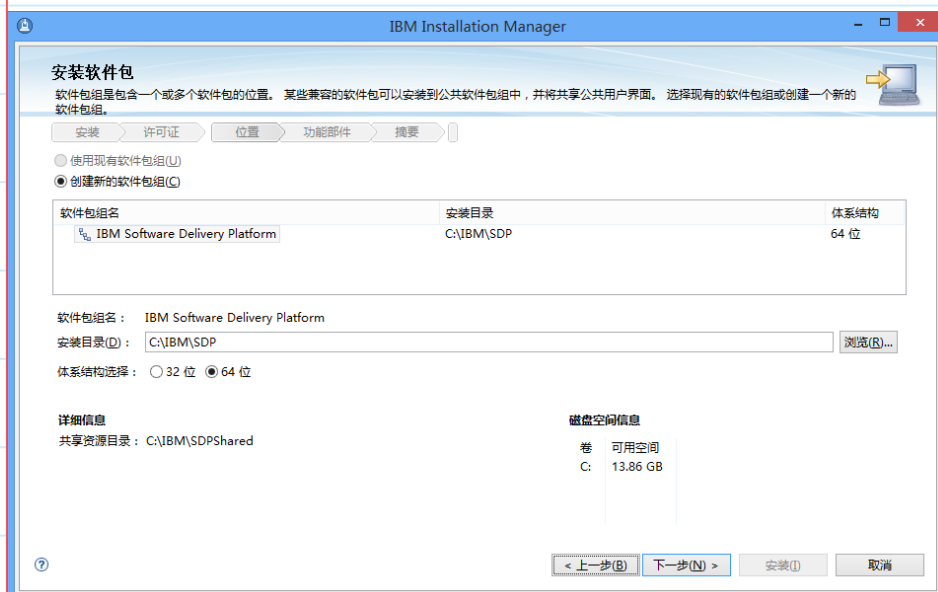 IBM Installation Manager
安装软件包
软件包组是包含一个或多个软件包的位置。 某些兼容的软件包可以安装到公共软件包组中，并将共享公共用户界面。 选择现有的软件包组或创建一个新的
软件包组。
安装 许可证 位置 功能部件 摘要
使用现有软件包组(U)
创建新的软件包组(C)
软件包组名 安装目录 体系结构
IBM Software Delivery Platform C:\IBM\SDP 64 位
软件包组名： IBM Software Delivery Platform
安装目录(D)： C:\IBM\SDP 浏览(R)...
体系结构选择： 32 位 64 位
详细信息 磁盘空间信息
共享资源目录： C:\IBM\SDPShared
卷 可用空间
C: 13.86 GB
? < 上一步(B) 下一步(N) > 安装(I) 取消